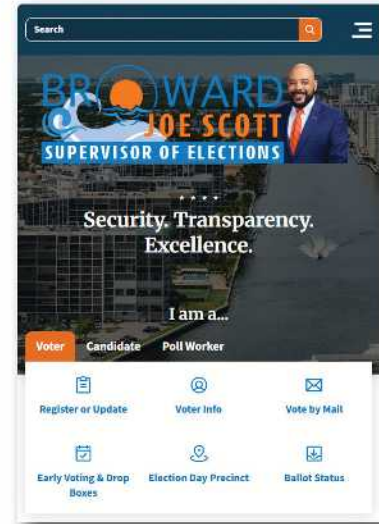 Search
BROWARD
JOE SCOTT
SUPERVISOR OF ELECTIONS
Security. Transparency.
Excellence.
I am a...
Voter Candidate Poll Worker
Register or Update Voter Info Vote by Mail
Early Voting & Drop Election Day Precinct Ballot Status
Boxes